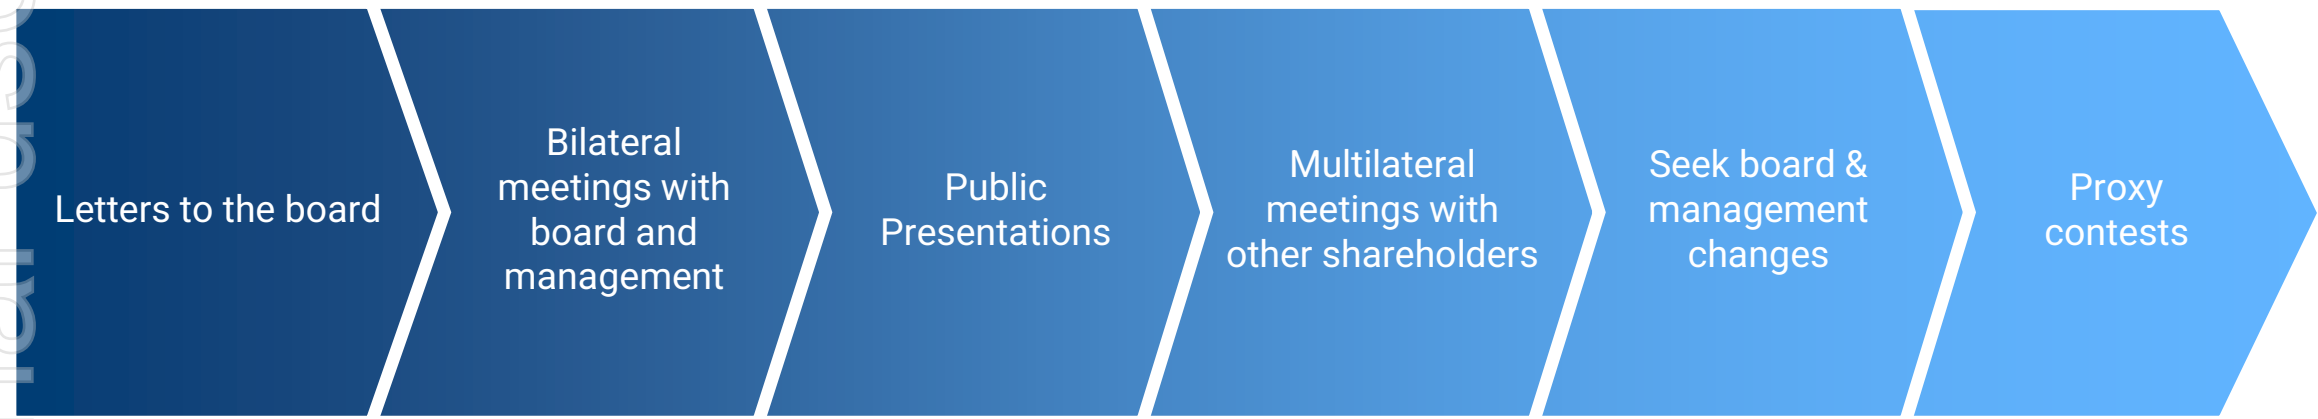 Letters to the board
Bilateral
meetings with
board and
management
Public
Presentations
Multilateral
meetings with
other shareholders
Seek board &
management
changes
Proxy
contests